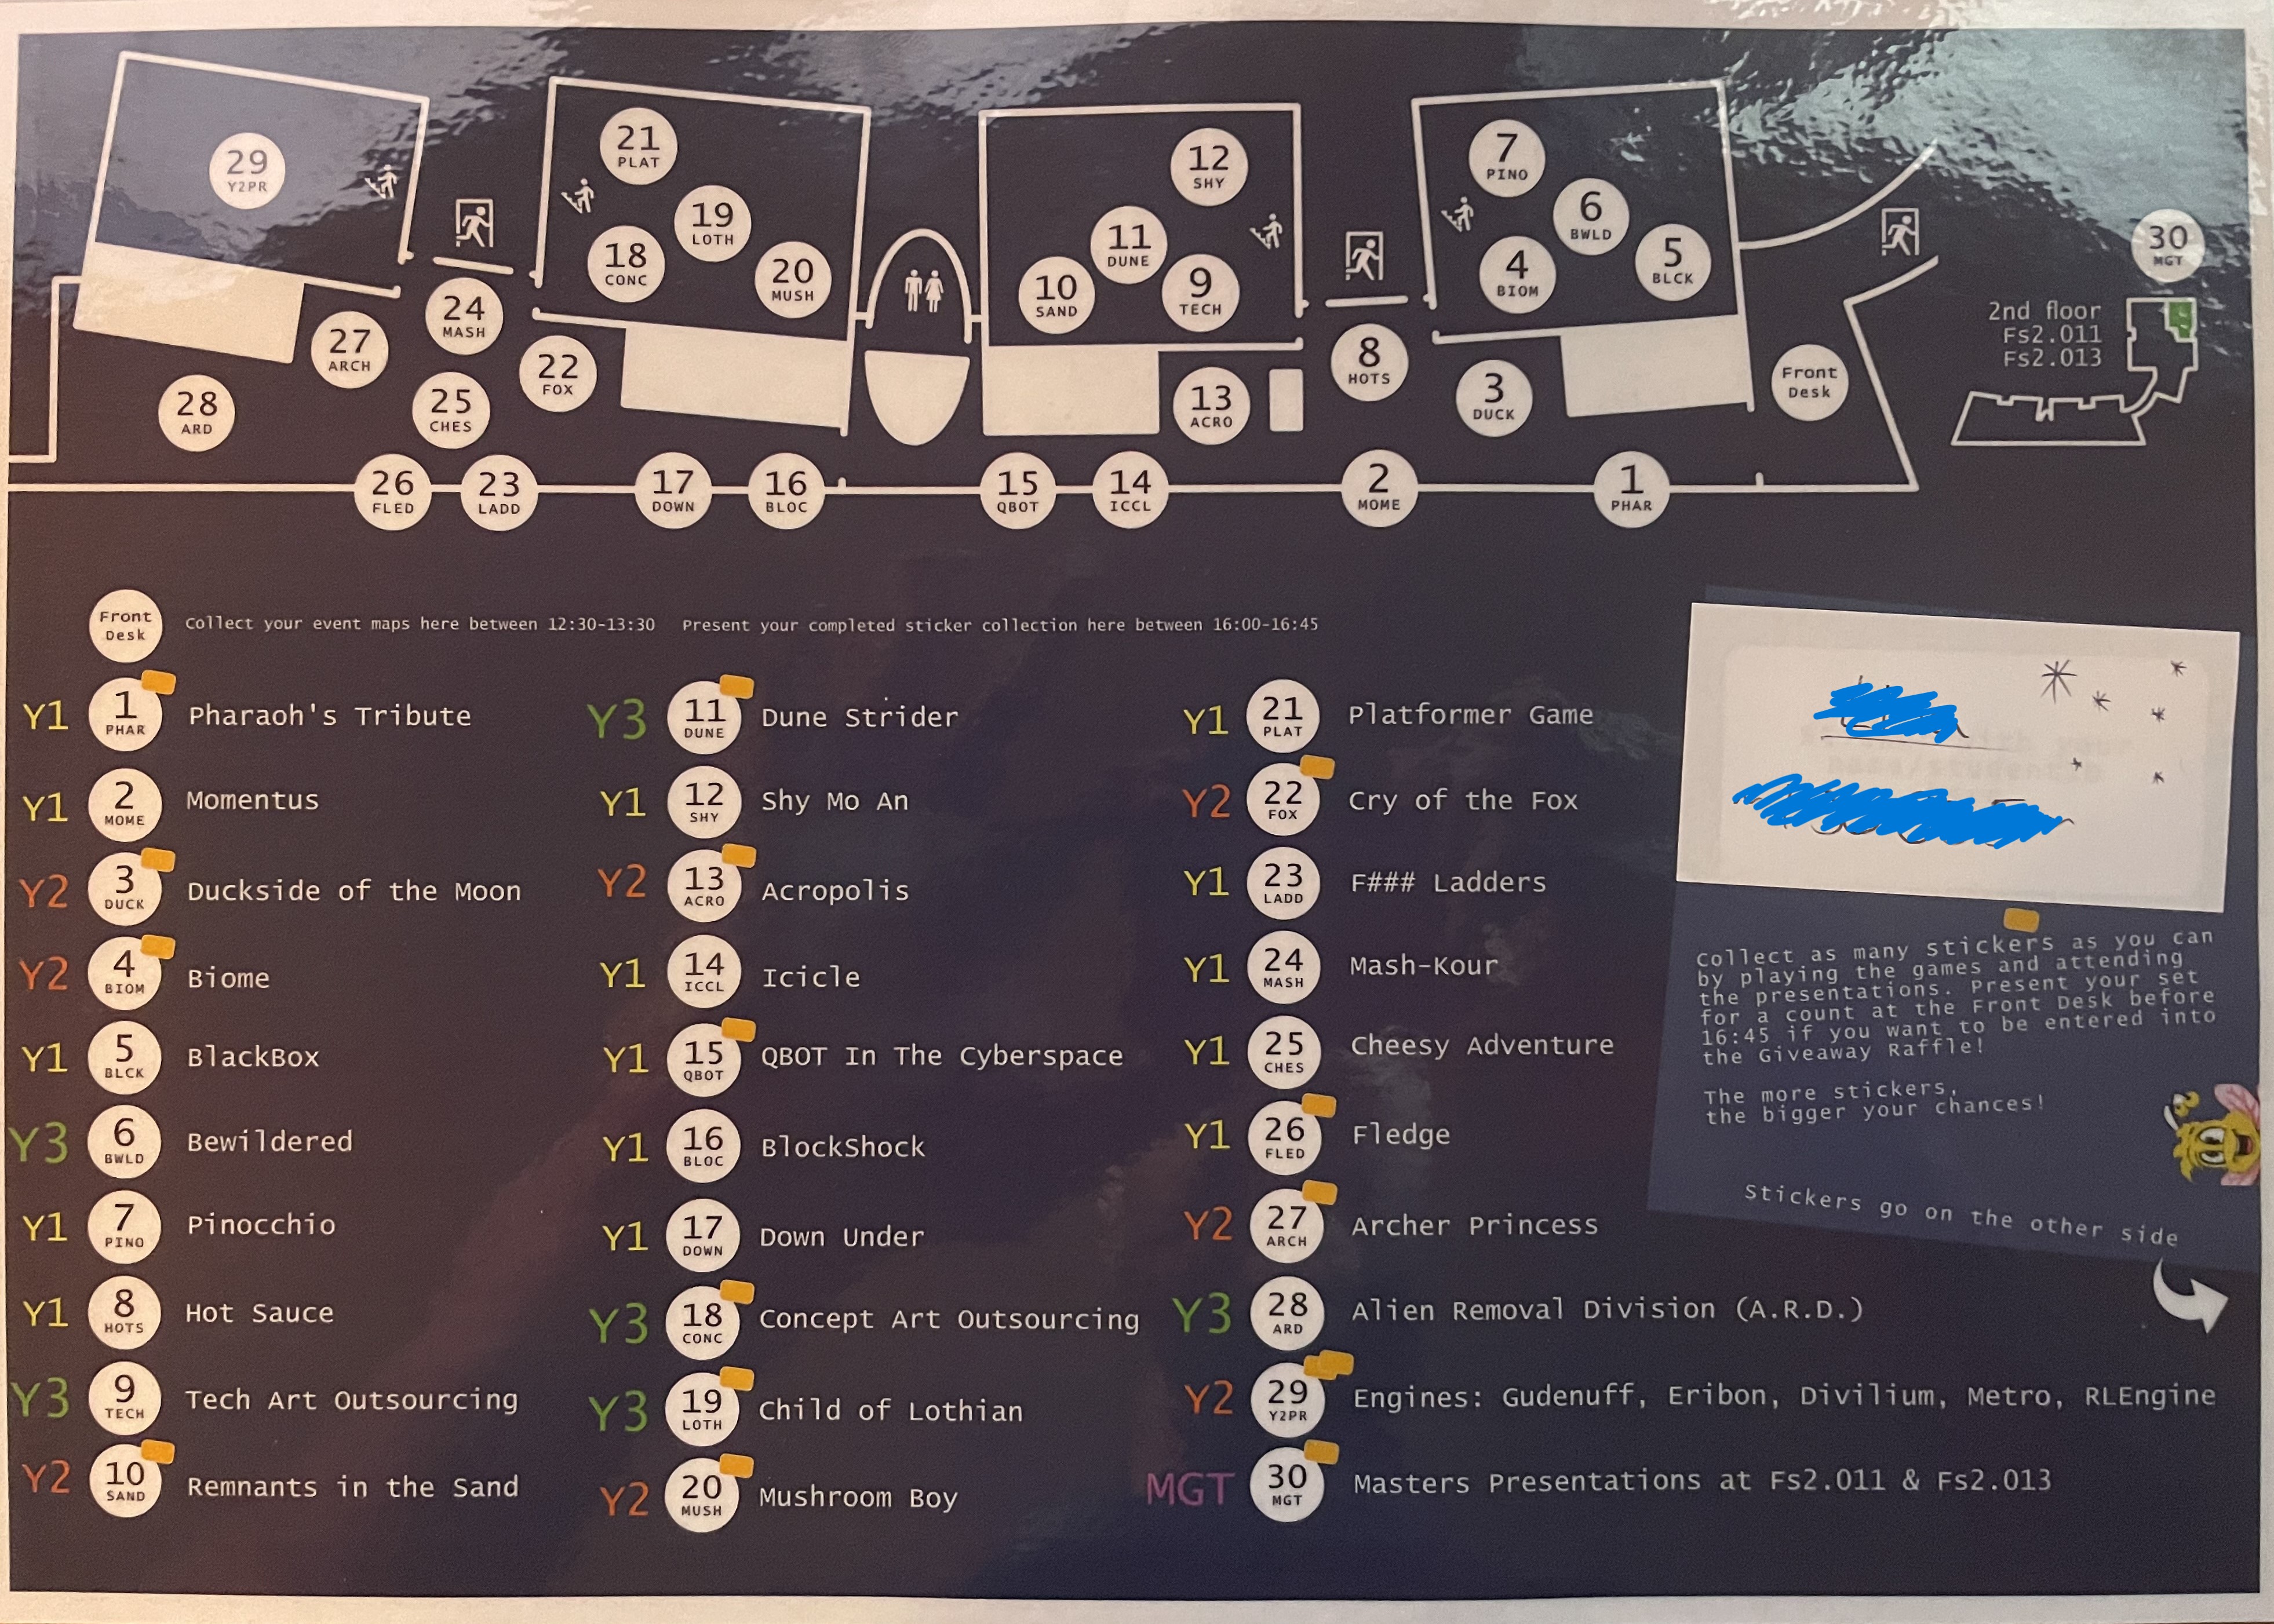 29
Y2PR
21
PLAT
19
LOTH
18
CONC
20
MUSH
12
SHY
11
DUNE
10
SAND
9
TECH
7
PINO
6
BWLD
4
BIOM
5
BLCK
30
MGT
2nd floor
Fs2.011
Fs2.013
24
MASH
27
ARCH
22
FOX
28
ARD
25
CHES
13
ACRO
8
HOTS
3
DUCK
Front
Desk
26
FLED
23
LADD
17
DOWN
16
BLOC
15
QBOT
14
ICCL
2
MOME
1
PHAR
Front
Desk
Collect your event maps here between 12:30-13:30 Present your completed sticker collection here between 16:00-16:45
Y1 1 PHAR Pharaoh's Tribute
Y1 2 MOME Momentus
Y2 3 DUCK Duckside of the Moon
Y2 4 BIOM Biome
Y1 5 BLCK BlackBox
Y3 6 BWLD Bewildered
Y1 7 PINO Pinocchio
Y1 8 HOTS Hot Sauce
Y3 9 TECH Tech Art Outsourcing
Y2 10 SAND Remnants in the Sand
Y3 11 DUNE Dune Strider
Y1 12 SHY Shy Mo An
Y2 13 ACRO Acropolis
Y1 14 ICCL Icicle
Y1 15 QBOT QBOT In The Cyberspace
Y1 16 BLOC BlockShock
Y1 17 DOWN Down Under
Y3 18 CONC Concept Art Outsourcing
Y3 19 LOTH Child of Lothian
Y2 20 MUSH Mushroom Boy
Y1 21 PLAT Platformer Game
Y2 22 FOX Cry of the Fox
Y1 23 LADD F### Ladders
Y1 24 MASH Mash-Kour
Y1 25 CHES Cheesy Adventure
Y1 26 FLED Fledge
Y2 27 ARCH Archer Princess
Y3 28 ARD Alien Removal Division (A.R.D.)
Y2 29 Y2PR Engines: Gudenuff, Eribon, Divilium, Metro, RLEngine
MGT 30 MGT Masters Presentations at Fs2.011 & Fs2.013
Collect as many stickers as you can
by playing the games and attending
the presentations. Present your set
for a count at the Front Desk before
16:45 if you want to be entered into
the Giveaway Raffle!
The more stickers,
the bigger your chances!
Stickers go on the other side